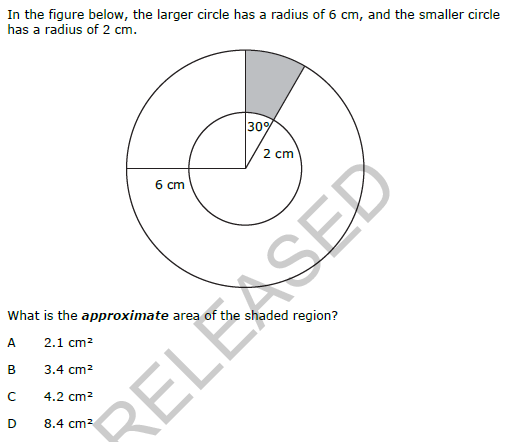 In the figure below, the larger circle has a radius of 6 cm, and the smaller circle
has a radius of 2 cm.
30°
2 cm
6 cm
What is the approximate area of the shaded region?
A 2.1 cm²
B 3.4 cm²
C 4.2 cm²
D 8.4 cm²
RELEASED